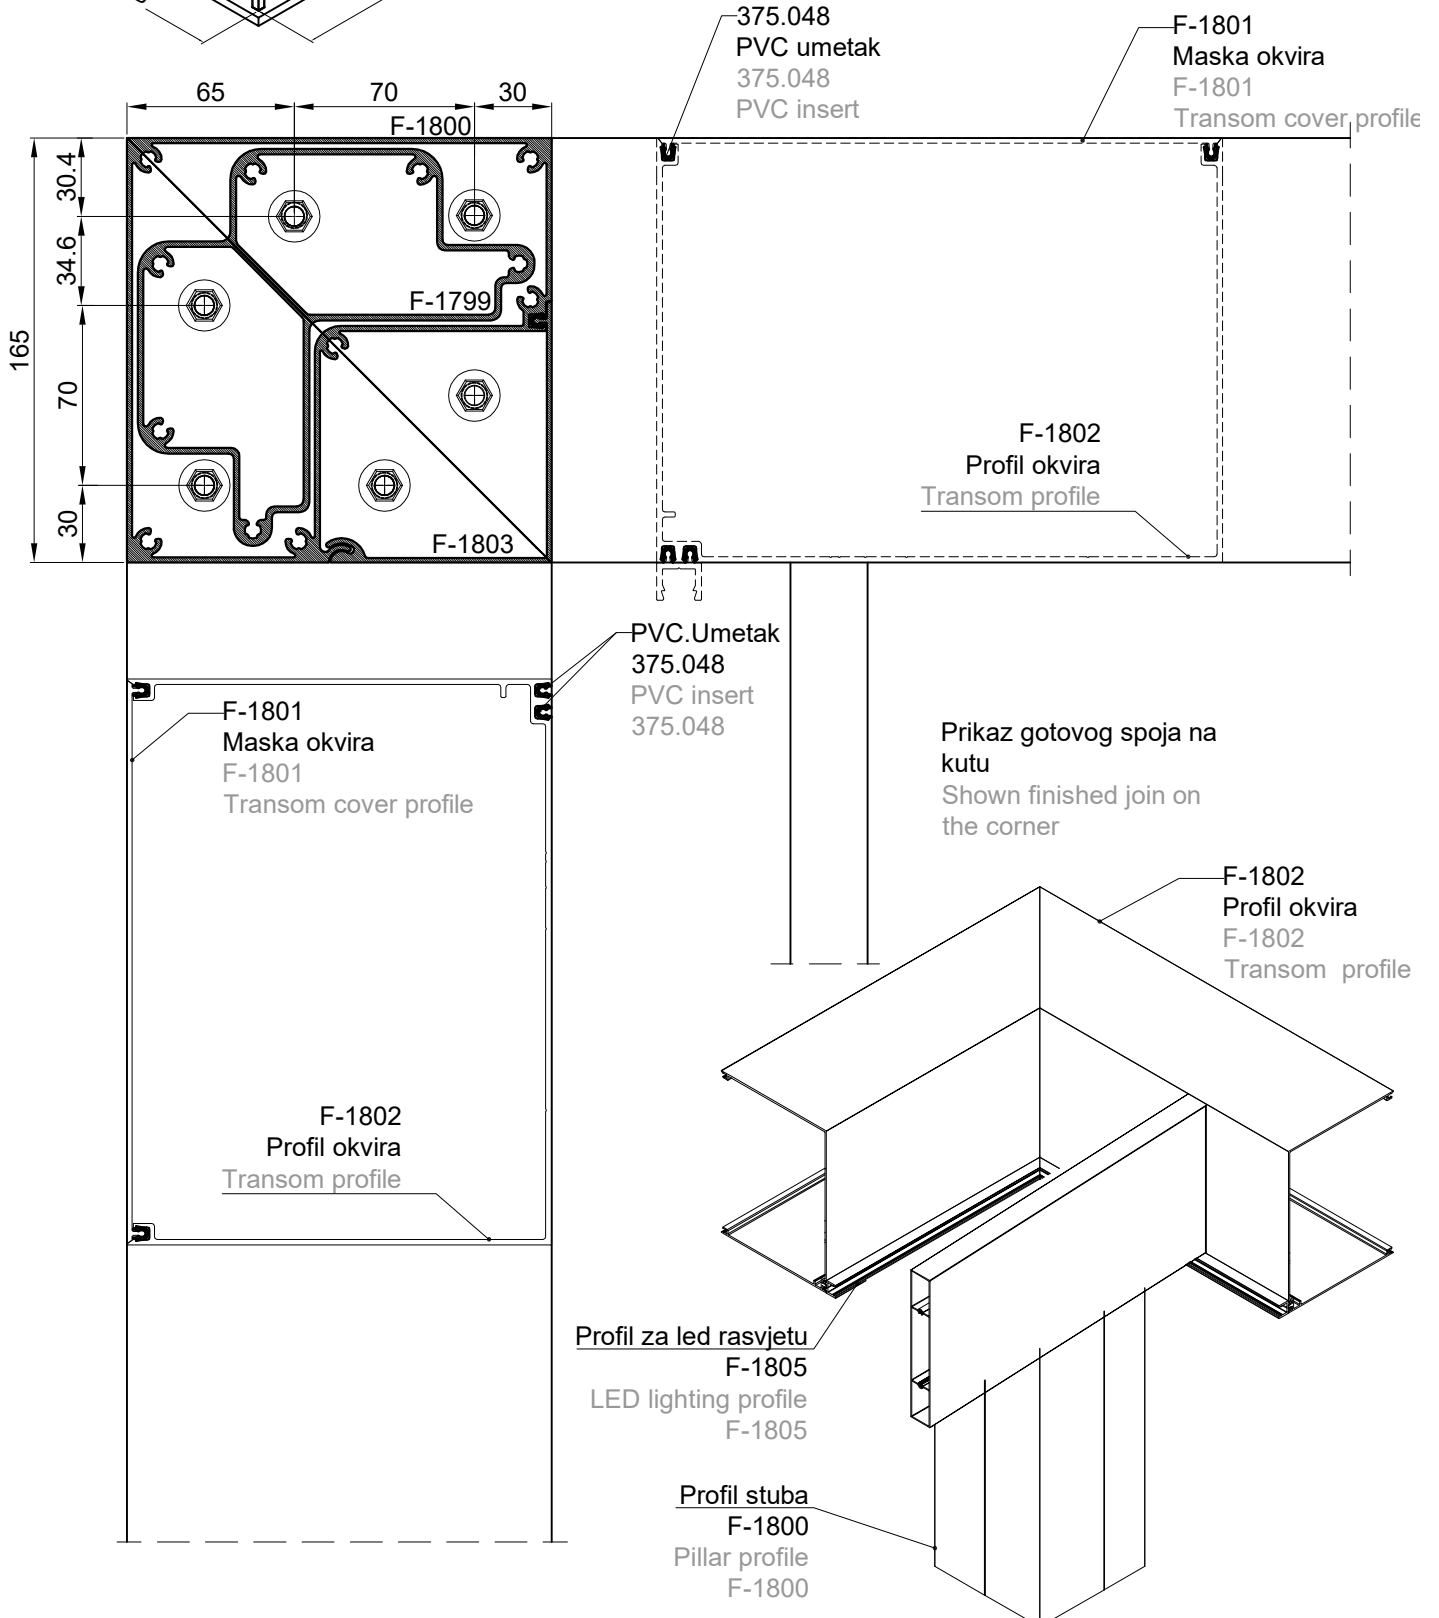 375.048
PVC umetak
375.048
PVC insert
F-1801
Maska okvira
F-1801
Transom cover profile
65
70
30
F-1800
165
30.4
34.6
70
30
F-1799
F-1803
F-1802
Profil okvira
Transom profile
PVC.Umetak
375.048
PVC insert
375.048
F-1801
Maska okvira
F-1801
Transom cover profile
Prikaz gotovog spoja na
kutu
Shown finished join on
the corner
F-1802
Profil okvira
F-1802
Transom profile
F-1802
Profil okvira
Transom profile
Profil za led rasvjetu
F-1805
LED lighting profile
F-1805
Profil stuba
F-1800
Pillar profile
F-1800